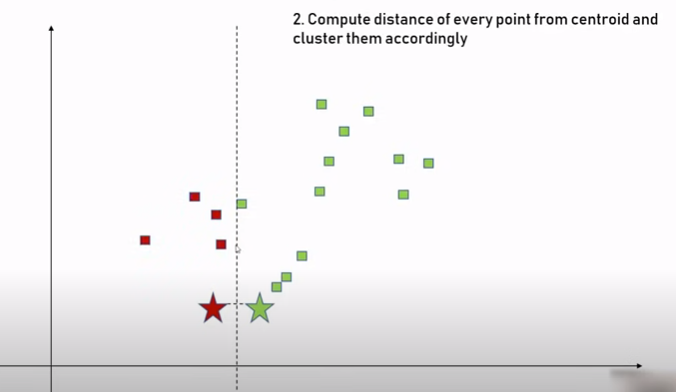 2. Compute distance of every point from centroid and
cluster them accordingly